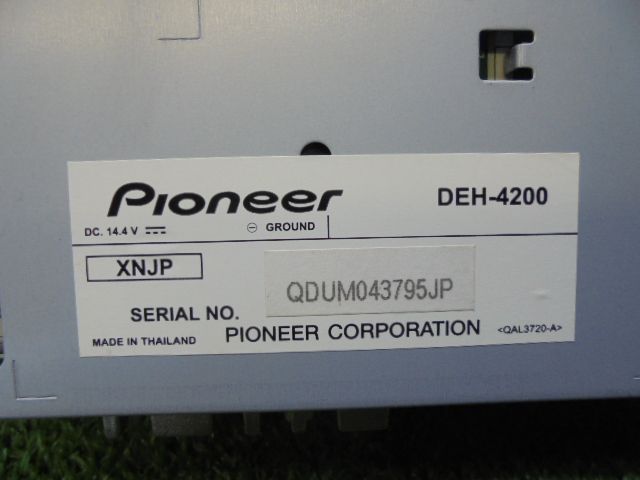 Pioneer DEH-4200
DC. 14.4 V ⎓ ⊖ GROUND
XNJP
QDUM043795JP
SERIAL NO.
MADE IN THAILAND PIONEER CORPORATION <QAL3720-A>